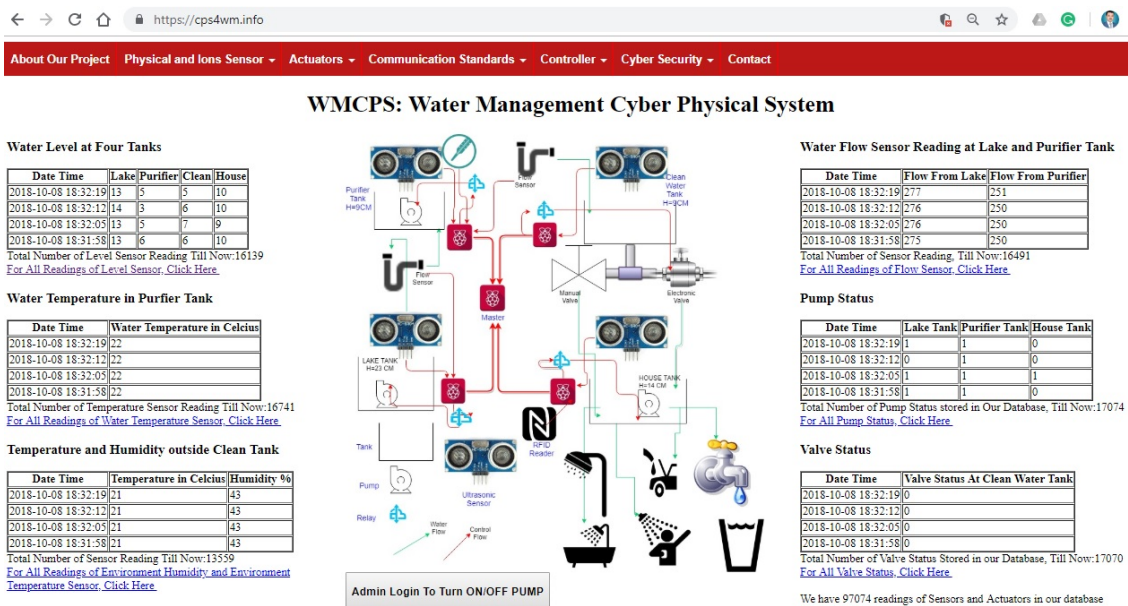 https://cps4wm.info
About Our Project Physical and Ions Sensor Actuators Communication Standards Controller Cyber Security Contact
WMCPS: Water Management Cyber Physical System
Water Level at Four Tanks
Date Time Lake Purifier Clean House
2018-10-08 18:32:19 13 5 5 10
2018-10-08 18:32:12 14 3 6 10
2018-10-08 18:32:05 13 5 7 9
2018-10-08 18:31:58 13 6 6 10
Total Number of Level Sensor Reading Till Now:16139
For All Readings of Level Sensor, Click Here
Water Temperature in Purfier Tank
Date Time Water Temperature in Celcius
2018-10-08 18:32:19 22
2018-10-08 18:32:12 22
2018-10-08 18:32:05 22
2018-10-08 18:31:58 22
Total Number of Temperature Sensor Reading Till Now:16741
For All Readings of Water Temperature Sensor, Click Here
Temperature and Humidity outside Clean Tank
Date Time Temperature in Celcius Humidity %
2018-10-08 18:32:19 21 43
2018-10-08 18:32:12 21 43
2018-10-08 18:32:05 21 43
2018-10-08 18:31:58 21 43
Total Number of Sensor Reading Till Now:13559
For All Readings of Environment Humidity and Environment
Temperature Sensor, Click Here
Purifier
Tank
H=9CM
Flow
Sensor
Clean
Water
Tank
H=9CM
Flow
Sensor
Manual
Valve
Electronic
Valve
Master
LAKE TANK
H=23 CM
HOUSE TANK
H=14 CM
RFID
Reader
Tank
Pump
Ultrasonic
Sensor
Relay
Water
Flow
Control
Flow
Admin Login To Turn ON/OFF PUMP
Water Flow Sensor Reading at Lake and Purifier Tank
Date Time Flow From Lake Flow From Purifier
2018-10-08 18:32:19 277 251
2018-10-08 18:32:12 276 250
2018-10-08 18:32:05 276 250
2018-10-08 18:31:58 275 250
Total Number of Sensor Reading, Till Now:16491
For All Readings of Flow Sensor, Click Here
Pump Status
Date Time Lake Tank Purifier Tank House Tank
2018-10-08 18:32:19 1 1 0
2018-10-08 18:32:12 0 1 0
2018-10-08 18:32:05 1 1 1
2018-10-08 18:31:58 1 1 0
Total Number of Pump Status stored in Our Database, Till Now:17074
For All Pump Status, Click Here
Valve Status
Date Time Valve Status At Clean Water Tank
2018-10-08 18:32:19 0
2018-10-08 18:32:12 0
2018-10-08 18:32:05 0
2018-10-08 18:31:58 0
Total Number of Valve Status Stored in our Database, Till Now:17070
For All Valve Status, Click Here
We have 97074 readings of Sensors and Actuators in our database